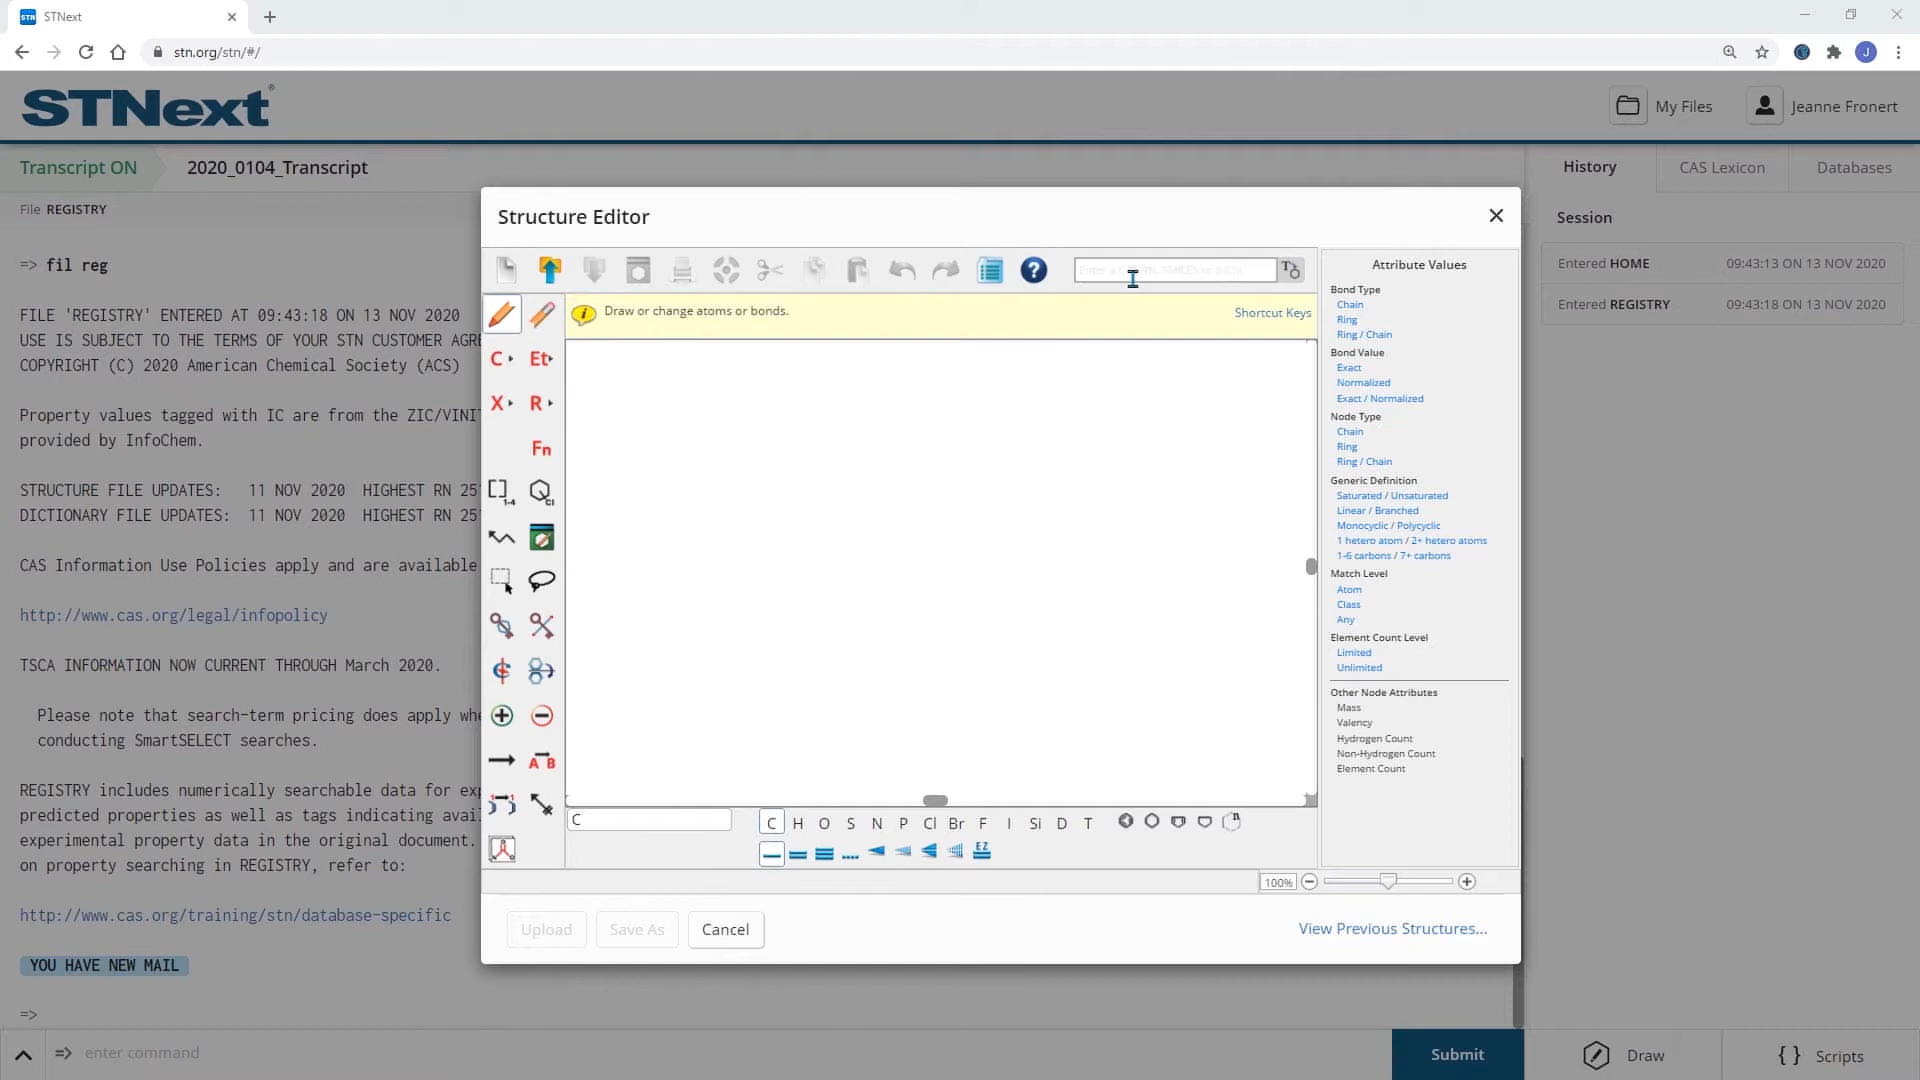 STN STNext
stn.org/stn/#/
J
STNext®
My Files
Jeanne Fronert
Transcript ON
2020_0104_Transcript
History
CAS Lexicon
Databases
File REGISTRY
=> fil reg
FILE 'REGISTRY' ENTERED AT 09:43:18 ON 13 NOV 2020
USE IS SUBJECT TO THE TERMS OF YOUR STN CUSTOMER AGRE
COPYRIGHT (C) 2020 American Chemical Society (ACS)
Property values tagged with IC are from the ZIC/VINIT
provided by InfoChem.
STRUCTURE FILE UPDATES: 11 NOV 2020 HIGHEST RN 25
DICTIONARY FILE UPDATES: 11 NOV 2020 HIGHEST RN 25
CAS Information Use Policies apply and are available
http://www.cas.org/legal/infopolicy
TSCA INFORMATION NOW CURRENT THROUGH March 2020.
Please note that search-term pricing does apply whe
conducting SmartSELECT searches.
REGISTRY includes numerically searchable data for exp
predicted properties as well as tags indicating avai
experimental property data in the original document.
on property searching in REGISTRY, refer to:
http://www.cas.org/training/stn/database-specific
YOU HAVE NEW MAIL
=>
=> enter command
Submit
Draw
{ } Scripts
Session
Entered HOME 09:43:13 ON 13 NOV 2020
Entered REGISTRY 09:43:18 ON 13 NOV 2020
Structure Editor
Draw or change atoms or bonds.
Shortcut Keys
C Et
X R
Fn
1-4
Cl
A B
C
C H O S N P Cl Br F I Si D T
n
EZ
100%
Attribute Values
Bond Type
Chain
Ring
Ring / Chain
Bond Value
Exact
Normalized
Exact / Normalized
Node Type
Chain
Ring
Ring / Chain
Generic Definition
Saturated / Unsaturated
Linear / Branched
Monocyclic / Polycyclic
1 hetero atom / 2+ hetero atoms
1-6 carbons / 7+ carbons
Match Level
Atom
Class
Any
Element Count Level
Limited
Unlimited
Other Node Attributes
Mass
Valency
Hydrogen Count
Non-Hydrogen Count
Element Count
Upload
Save As
Cancel
View Previous Structures...